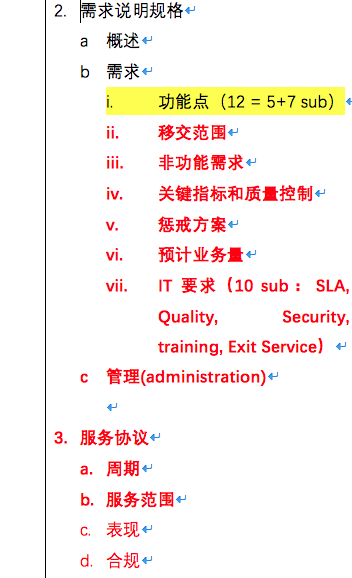 2. 需求说明规格
a 概述
b 需求
i. 功能点（12 = 5+7 sub）
ii. 移交范围
iii. 非功能需求
iv. 关键指标和质量控制
v. 惩戒方案
vi. 预计业务量
vii. IT 要求（10 sub： SLA,
Quality, Security,
training, Exit Service）
c 管理(administration)
3. 服务协议
a. 周期
b. 服务范围
c. 表现
d. 合规